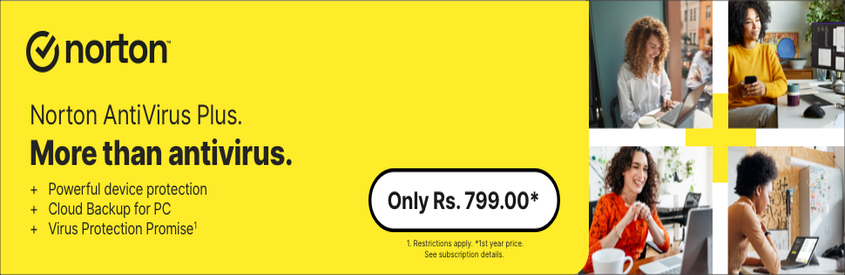 norton™
Norton AntiVirus Plus.
More than antivirus.
+ Powerful device protection
+ Cloud Backup for PC
+ Virus Protection Promise¹
Only Rs. 799.00*
1. Restrictions apply. *1st year price.
See subscription details.